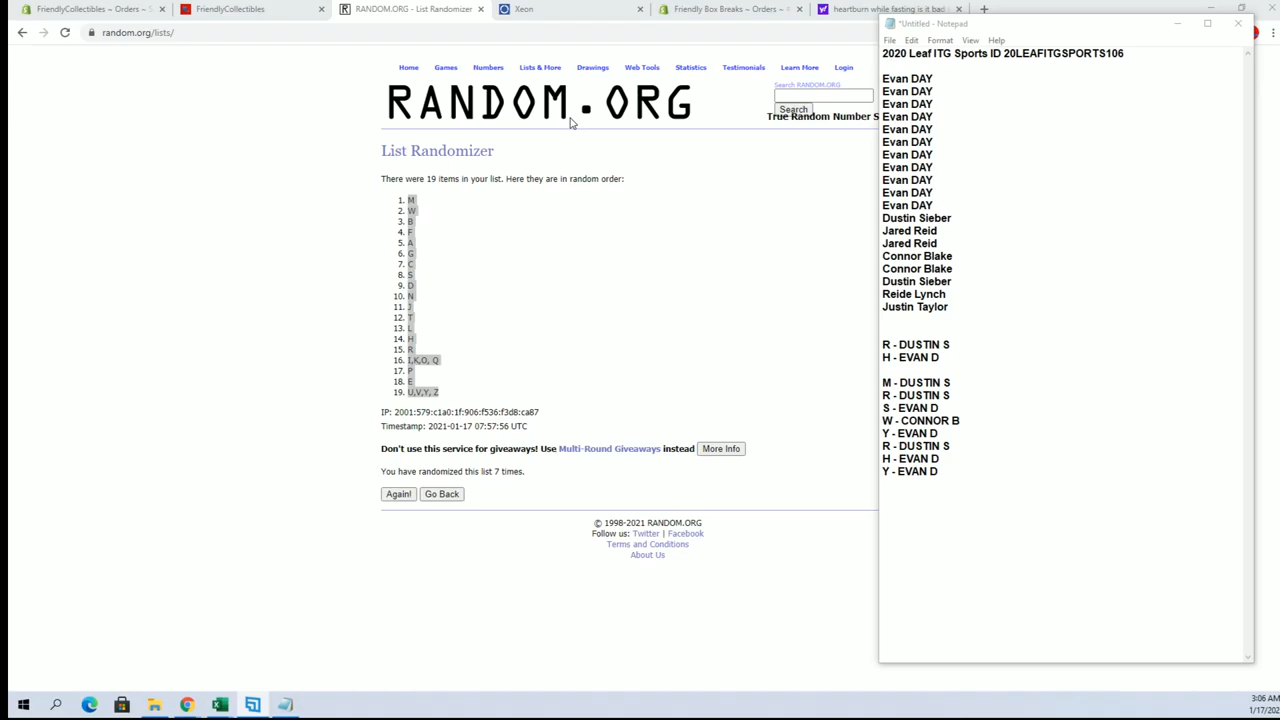 FriendlyCollectibles ~ Orders ~ S
FriendlyCollectibles
RANDOM.ORG - List Randomizer
Xeon
Friendly Box Breaks ~ Orders ~
heartburn while fasting is it bad
random.org/lists/
Home Games Numbers Lists & More Drawings Web Tools Statistics Testimonials Learn More Login
RANDOM.ORG
Search RANDOM.ORG
Search
True Random Number S
List Randomizer
There were 19 items in your list. Here they are in random order:
1. M
2. W
3. B
4. F
5. A
6. G
7. C
8. S
9. D
10. N
11. J
12. T
13. L
14. H
15. R
16. I,K,O, Q
17. P
18. E
19. U,V,Y, Z
IP: 2001:579:c1a0:1f:906:f536:f3d8:ca87
Timestamp: 2021-01-17 07:57:56 UTC
Don't use this service for giveaways! Use Multi-Round Giveaways instead More Info
You have randomized this list 7 times.
Again! Go Back
© 1998-2021 RANDOM.ORG
Follow us: Twitter | Facebook
Terms and Conditions
About Us
*Untitled - Notepad
File Edit Format View Help
2020 Leaf ITG Sports ID 20LEAFITGSPORTS106
Evan DAY
Evan DAY
Evan DAY
Evan DAY
Evan DAY
Evan DAY
Evan DAY
Evan DAY
Evan DAY
Evan DAY
Evan DAY
Dustin Sieber
Jared Reid
Jared Reid
Connor Blake
Connor Blake
Dustin Sieber
Reide Lynch
Justin Taylor
R - DUSTIN S
H - EVAN D
M - DUSTIN S
R - DUSTIN S
S - EVAN D
W - CONNOR B
Y - EVAN D
R - DUSTIN S
H - EVAN D
Y - EVAN D
3:06 AM
1/17/202